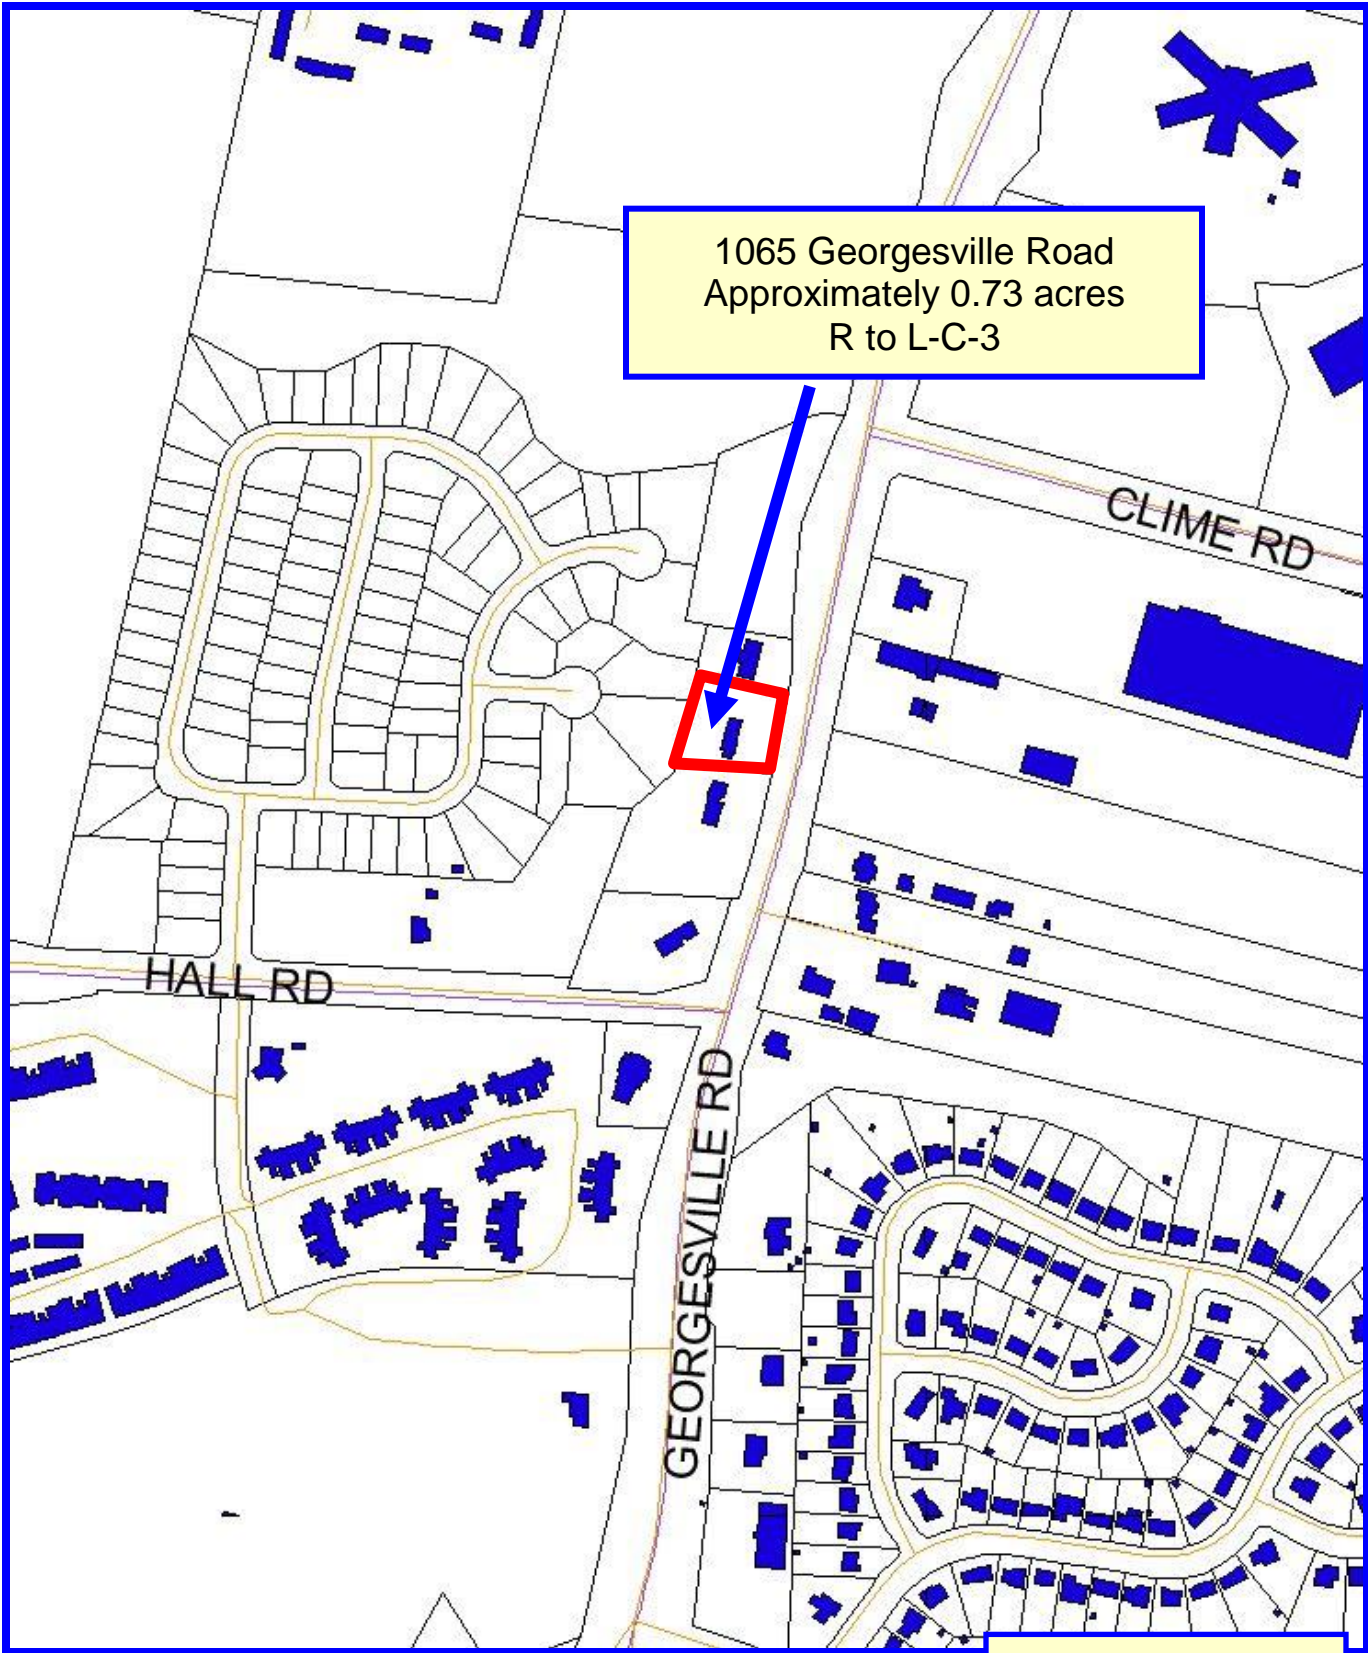 1065 Georgesville Road
Approximately 0.73 acres
R to L-C-3
CLIME RD
HALL RD
GEORGESVILLE RD